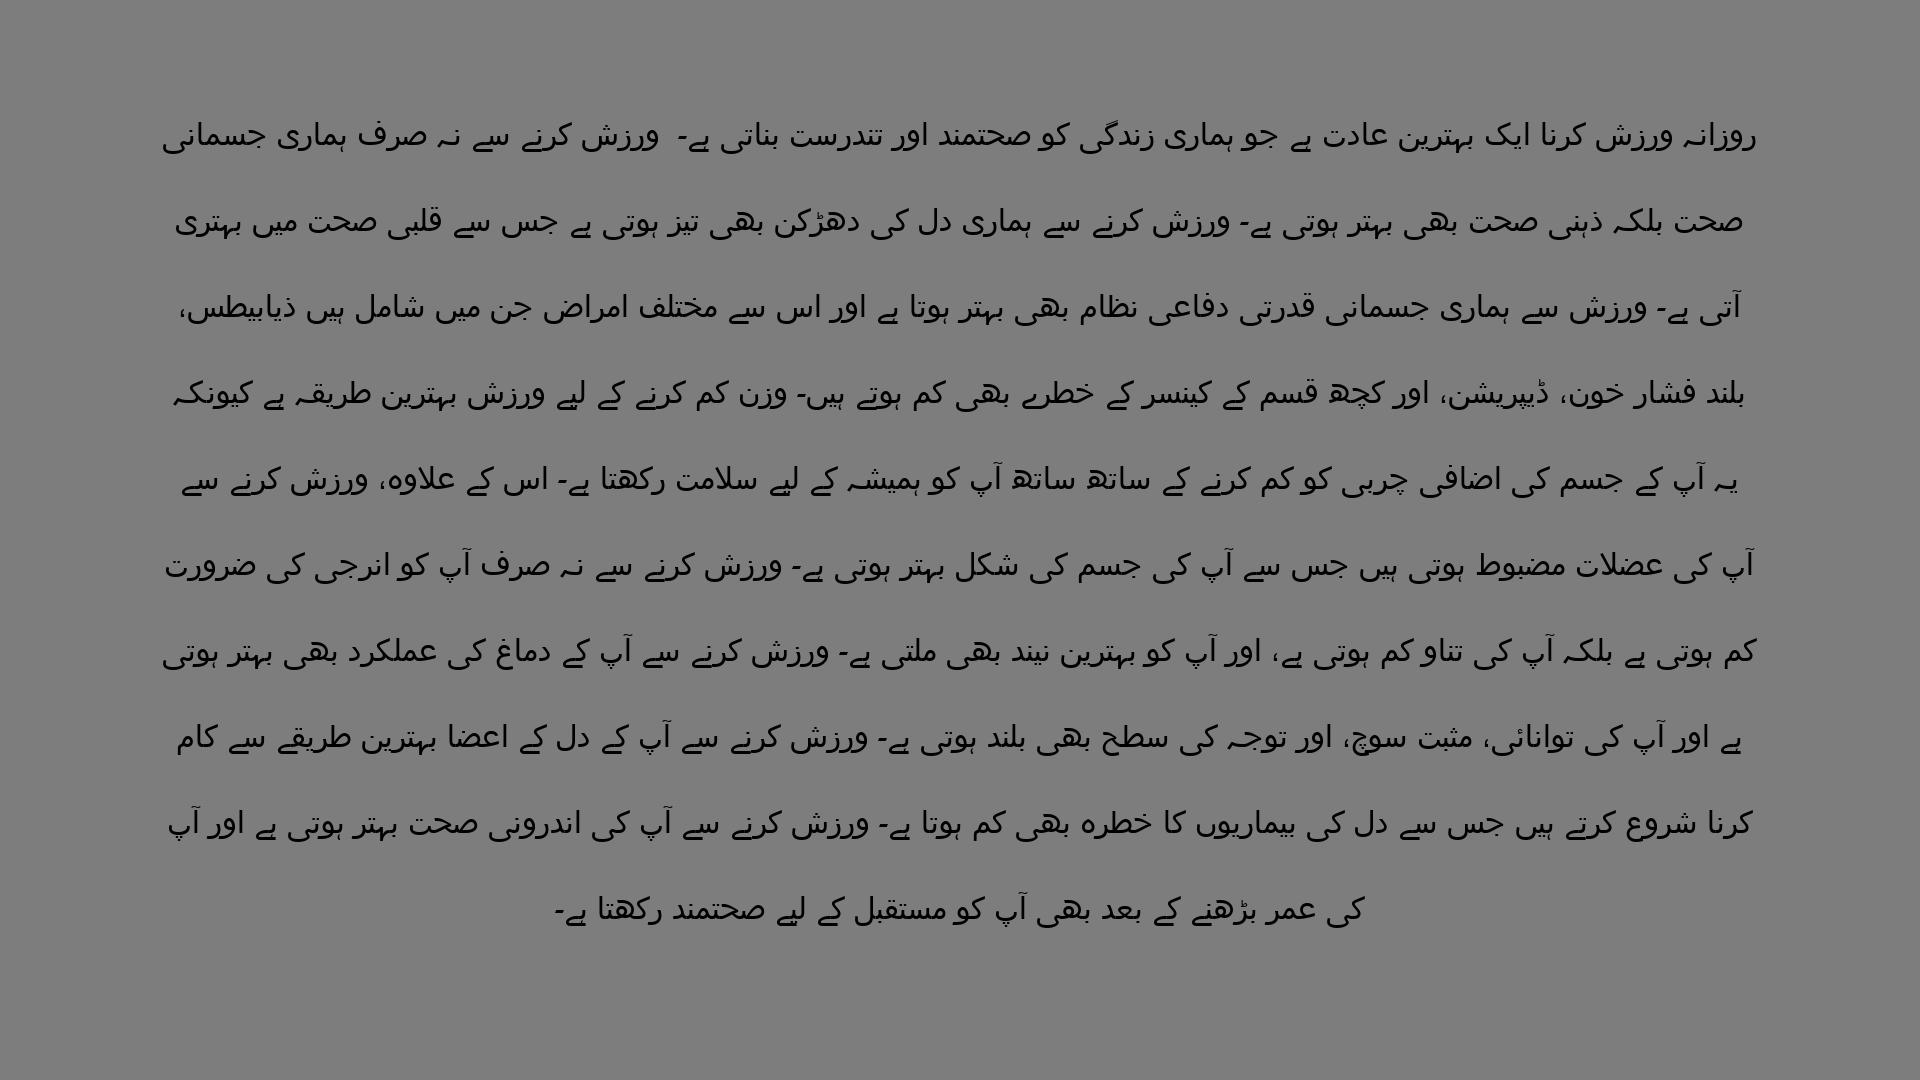 روزانہ ورزش کرنا ایک بہترین عادت ہے جو ہماری زندگی کو صحتمند اور تندرست بناتی ہے۔ ورزش کرنے سے نہ صرف ہماری جسمانی
صحت بلکہ ذہنی صحت بھی بہتر ہوتی ہے۔ ورزش کرنے سے ہماری دل کی دھڑکن بھی تیز ہوتی ہے جس سے قلبی صحت میں بہتری
آتی ہے۔ ورزش سے ہماری جسمانی قدرتی دفاعی نظام بھی بہتر ہوتا ہے اور اس سے مختلف امراض جن میں شامل ہیں ذیابیطس،
بلند فشار خون، ڈیپریشن، اور کچھ قسم کے کینسر کے خطرے بھی کم ہوتے ہیں۔ وزن کم کرنے کے لیے ورزش بہترین طریقہ ہے کیونکہ
یہ آپ کے جسم کی اضافی چربی کو کم کرنے کے ساتھ ساتھ آپ کو ہمیشہ کے لیے سلامت رکھتا ہے۔ اس کے علاوہ، ورزش کرنے سے
آپ کی عضلات مضبوط ہوتی ہیں جس سے آپ کی جسم کی شکل بہتر ہوتی ہے۔ ورزش کرنے سے نہ صرف آپ کو انرجی کی ضرورت
کم ہوتی ہے بلکہ آپ کی تناو کم ہوتی ہے، اور آپ کو بہترین نیند بھی ملتی ہے۔ ورزش کرنے سے آپ کے دماغ کی عملکرد بھی بہتر ہوتی
ہے اور آپ کی توانائی، مثبت سوچ، اور توجہ کی سطح بھی بلند ہوتی ہے۔ ورزش کرنے سے آپ کے دل کے اعضا بہترین طریقے سے کام
کرنا شروع کرتے ہیں جس سے دل کی بیماریوں کا خطرہ بھی کم ہوتا ہے۔ ورزش کرنے سے آپ کی اندرونی صحت بہتر ہوتی ہے اور آپ
کی عمر بڑھنے کے بعد بھی آپ کو مستقبل کے لیے صحتمند رکھتا ہے۔